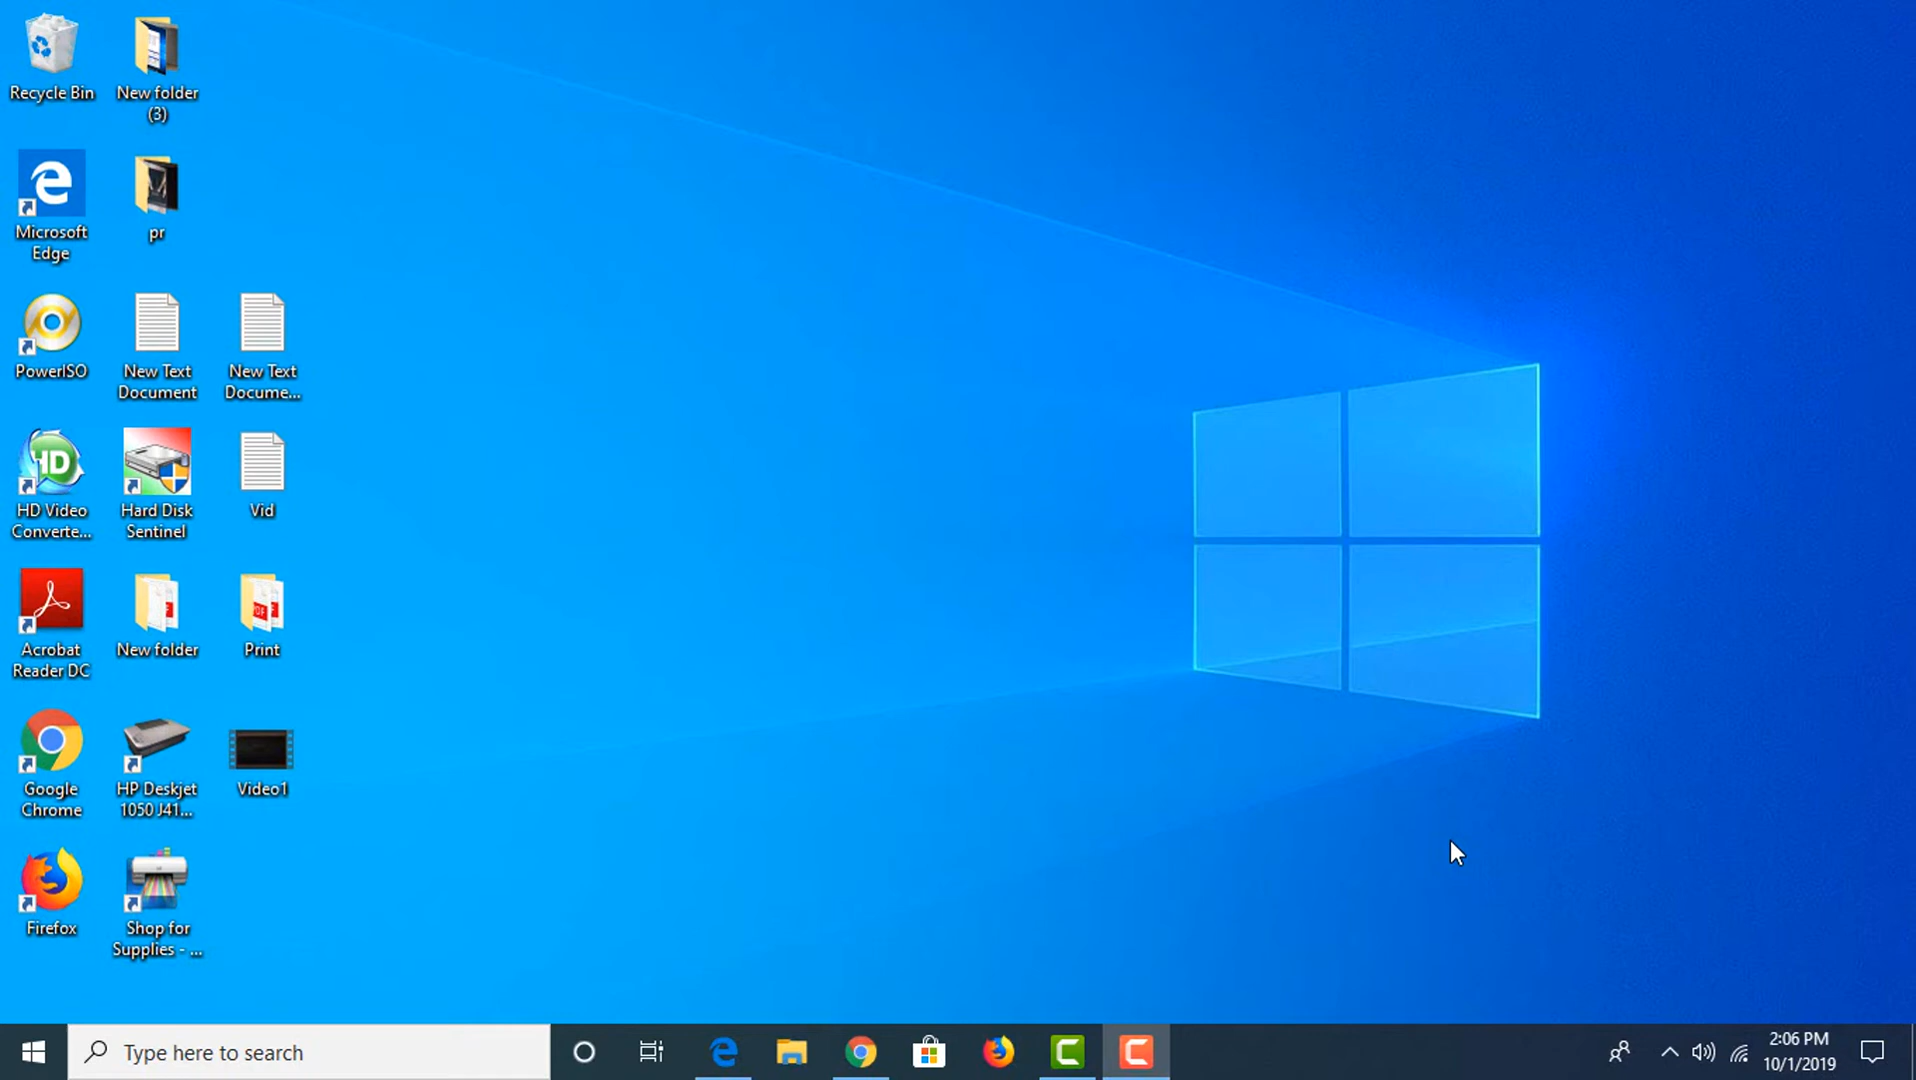 Recycle Bin
New folder
(3)
Microsoft
Edge
pr
PowerISO
New Text
Document
New Text
Docume...
HD
HD Video
Converte...
Hard Disk
Sentinel
Vid
Acrobat
Reader DC
New folder
PDF
Print
Google
Chrome
HP Deskjet
1050 J41...
Video1
Firefox
Shop for
Supplies - ...
Type here to search
2:06 PM
10/1/2019